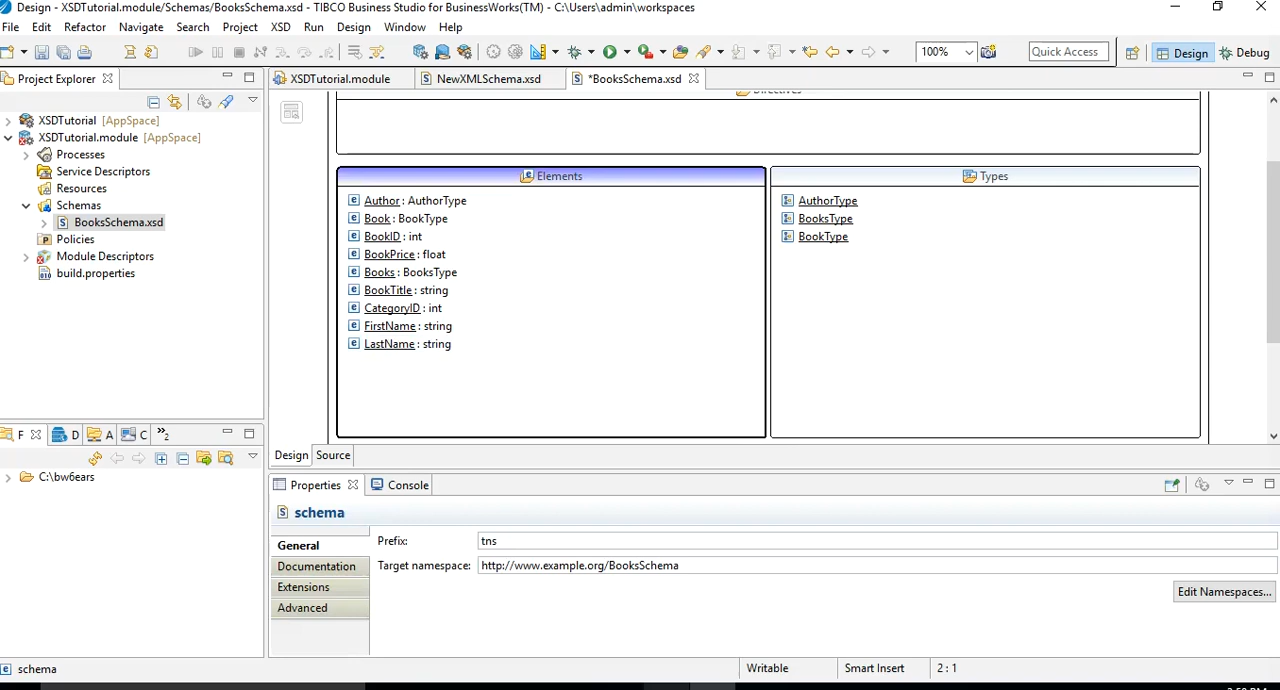 Design - XSDTutorial.module/Schemas/BooksSchema.xsd - TIBCO Business Studio for BusinessWorks(TM) - C:\Users\admin\workspaces
File Edit Refactor Navigate Search Project XSD Run Design Window Help
100% Quick Access Design Debug
Project Explorer
XSDTutorial.module
NewXMLSchema.xsd
*BooksSchema.xsd
Directives
XSDTutorial [AppSpace]
XSDTutorial.module [AppSpace]
Processes
Service Descriptors
Resources
Schemas
BooksSchema.xsd
Policies
Module Descriptors
build.properties
Elements
Author : AuthorType
Book : BookType
BookID : int
BookPrice : float
Books : BooksType
BookTitle : string
CategoryID : int
FirstName : string
LastName : string
Types
AuthorType
BooksType
BookType
Design Source
F D A C »2
C:\bw6ears
Properties Console
schema
General
Documentation
Extensions
Advanced
Prefix: tns
Target namespace: http://www.example.org/BooksSchema
Edit Namespaces...
schema Writable Smart Insert 2 : 1